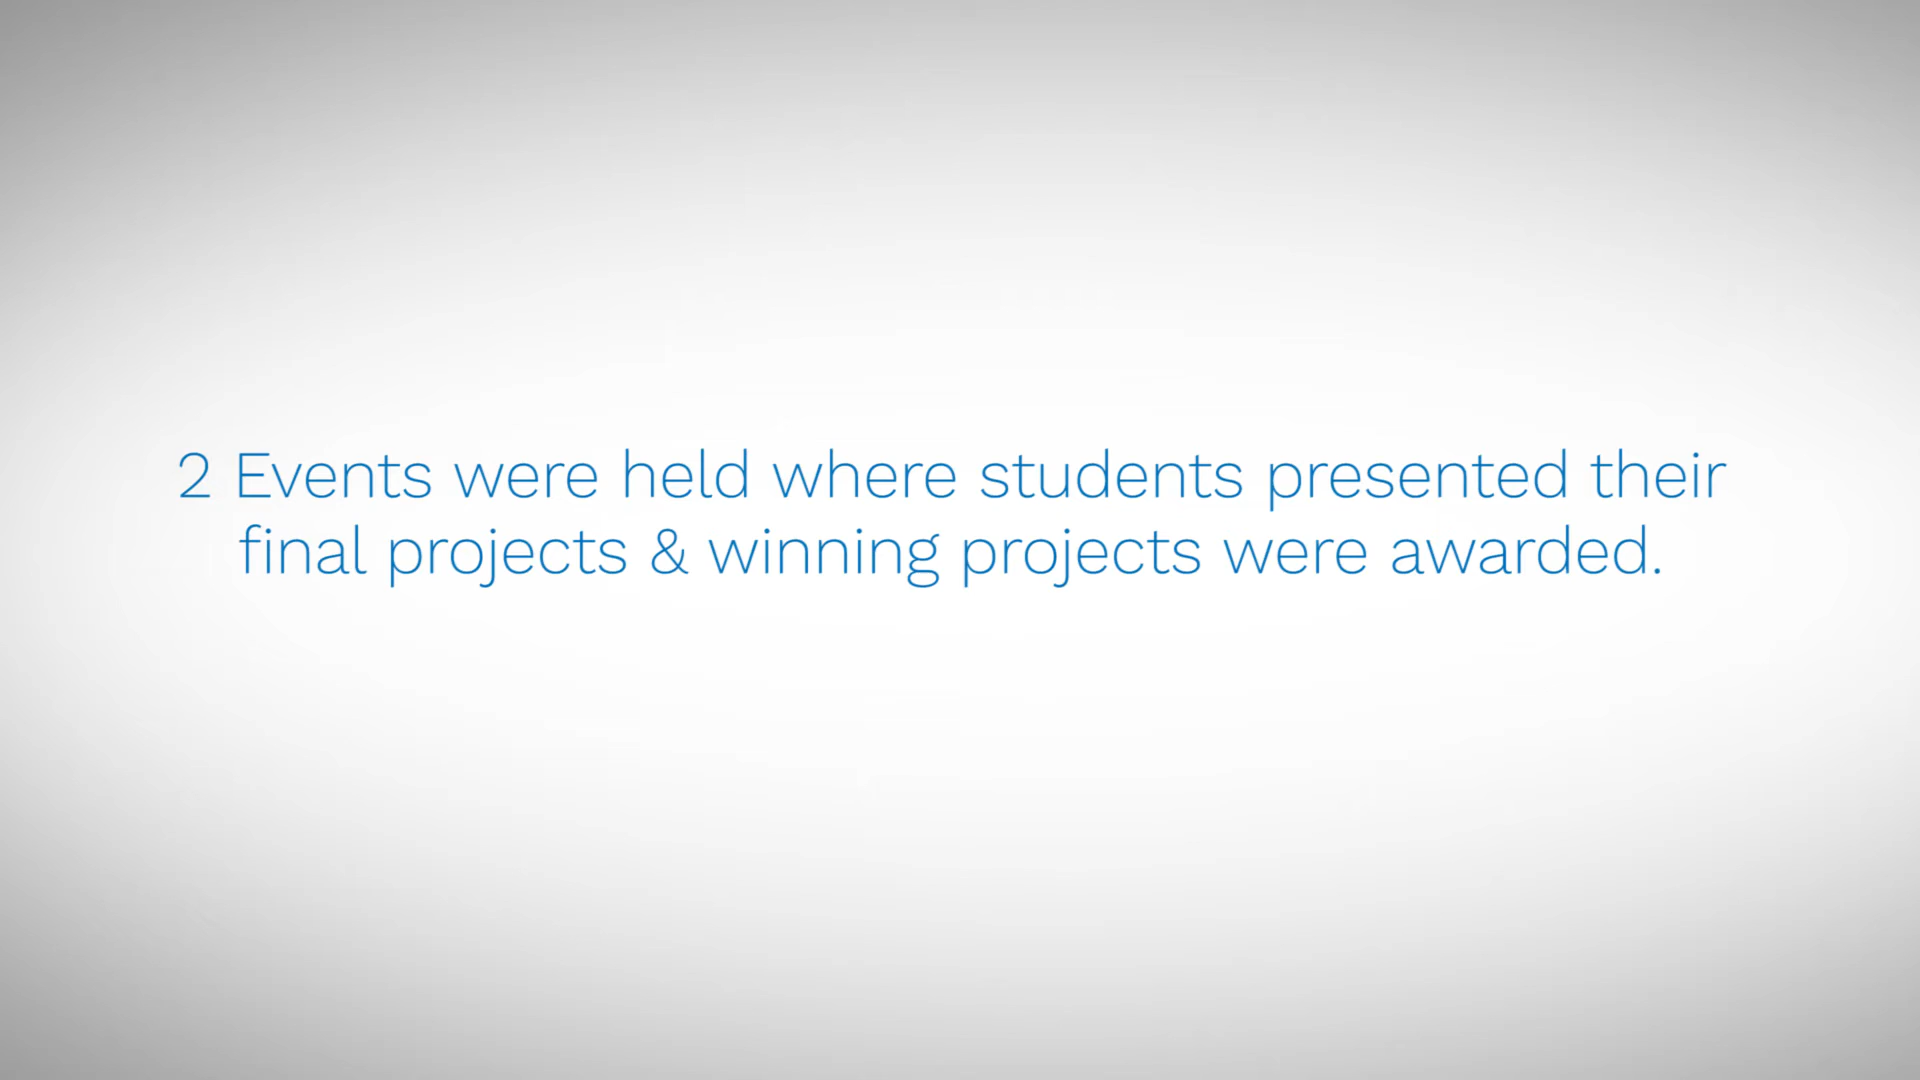 2 Events were held where students presented their
final projects & winning projects were awarded.